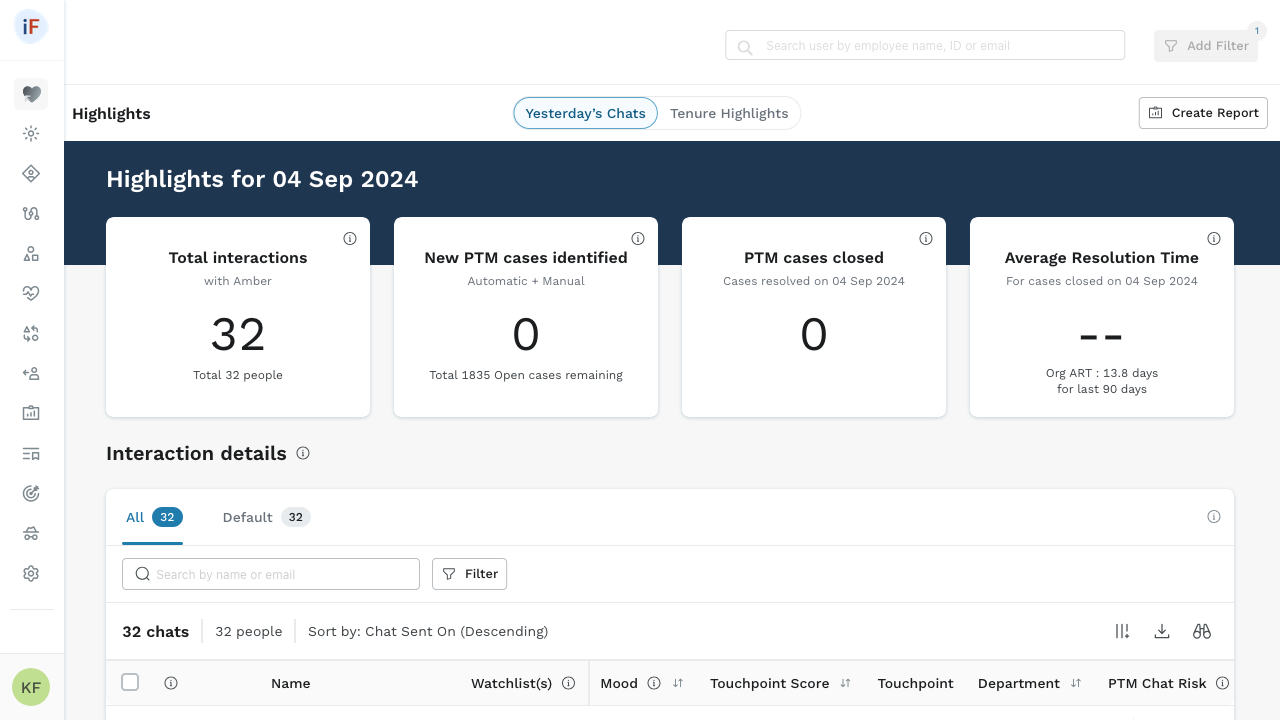 iF
Search user by employee name, ID or email
Add Filter
1
Highlights
Yesterday's Chats
Tenure Highlights
Create Report
Highlights for 04 Sep 2024
Total interactions
with Amber
32
Total 32 people
New PTM cases identified
Automatic + Manual
0
Total 1835 Open cases remaining
PTM cases closed
Cases resolved on 04 Sep 2024
0
Average Resolution Time
For cases closed on 04 Sep 2024
--
Org ART : 13.8 days
for last 90 days
Interaction details
All 32
Default 32
Search by name or email
Filter
32 chats
32 people
Sort by: Chat Sent On (Descending)
Name
Watchlist(s)
Mood
Touchpoint Score
Touchpoint
Department
PTM Chat Risk
KF